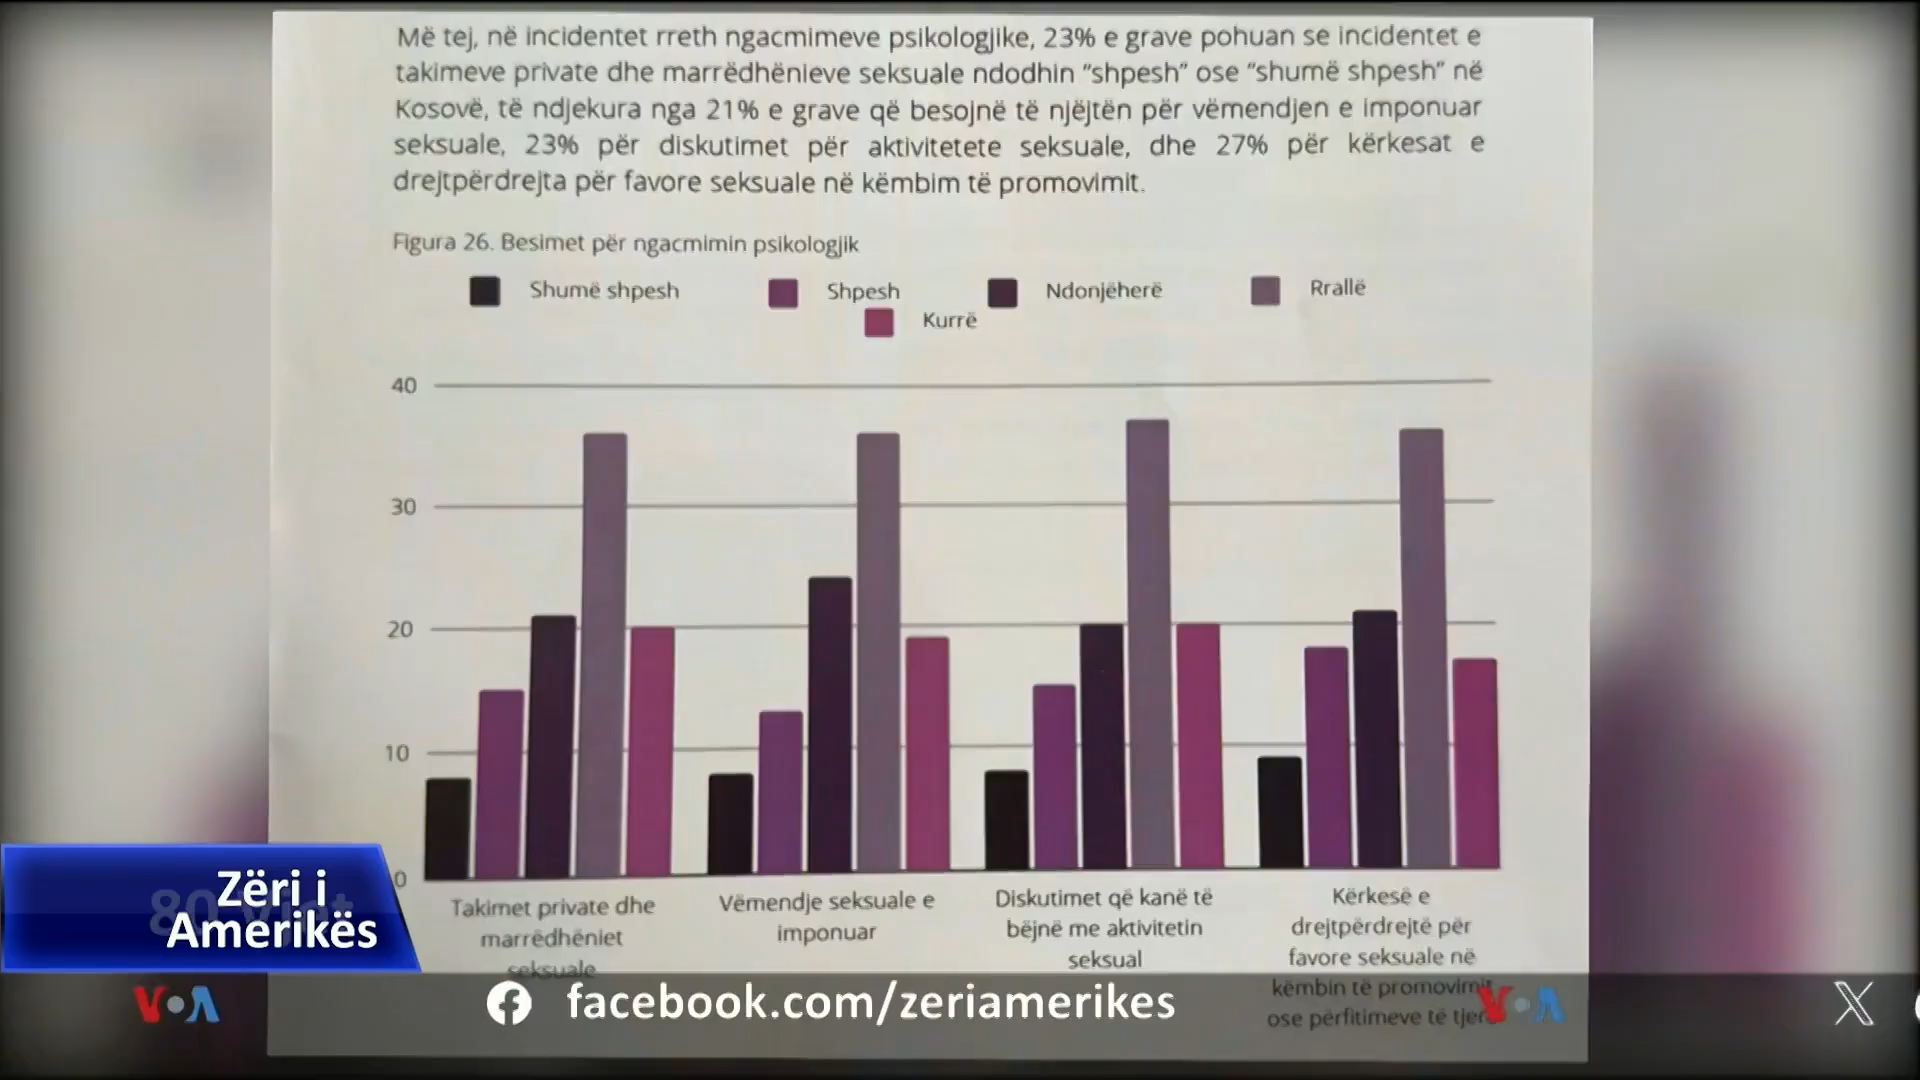 Më tej, në incidentet rreth ngacmimeve psikologjike, 23% e grave pohuan se incidentet e
takimeve private dhe marrëdhënieve seksuale ndodhin "shpesh" ose "shumë shpesh" në
Kosovë, të ndjekura nga 21% e grave që besojnë të njëjtën për vëmendjen e imponuar
seksuale, 23% për diskutimet për aktivitetete seksuale, dhe 27% për kërkesat e
drejtpërdrejta për favore seksuale në këmbim të promovimit.
Figura 26. Besimet për ngacmimin psikologjik
Shumë shpesh Shpesh Ndonjëherë Rrallë
Kurrë
40
30
20
10
0
Takimet private dhe
marrëdhëniet
seksuale
Vëmendje seksuale e
imponuar
Diskutimet që kanë të
bëjnë me aktivitetin
seksual
Kërkesë e
drejtpërdrejtë për
favore seksuale në
këmbin të promovimit
ose përfitimeve të tjera
Zëri i
Amerikës
VOA
facebook.com/zeriamerikes
VOA
X